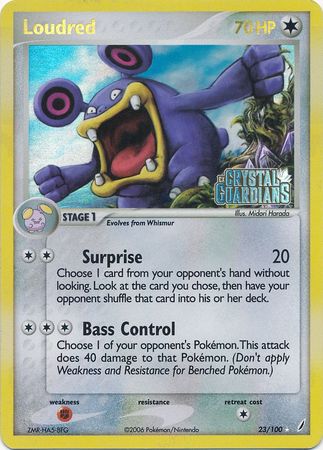 Loudred 70 HP
EX
CRYSTAL
GUARDIANS
Illus. Midori Harada
STAGE 1
Evolves from Whismur
Surprise 20
Choose 1 card from your opponent's hand without
looking. Look at the card you chose, then have your
opponent shuffle that card into his or her deck.
Bass Control
Choose 1 of your opponent's Pokémon. This attack
does 40 damage to that Pokémon. (Don't apply
Weakness and Resistance for Benched Pokémon.)
weakness resistance retreat cost
ZMR-HA5-8FG ©2006 Pokémon/Nintendo 23/100